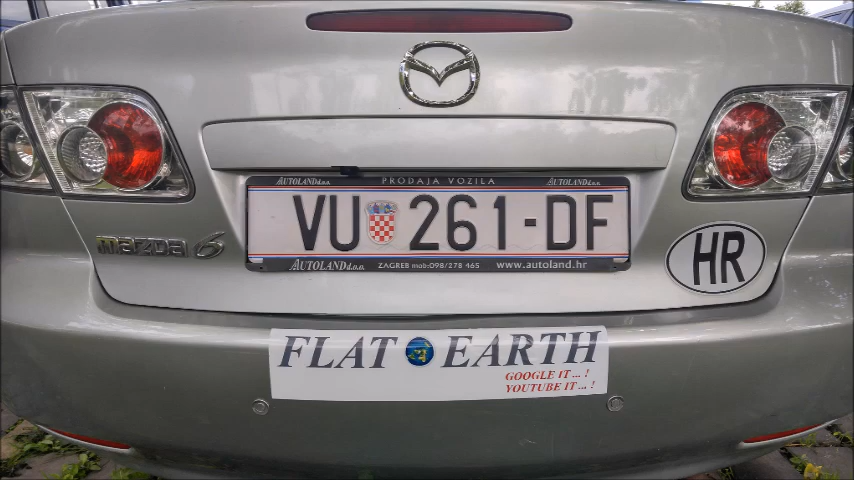 AUTOLAND d.o.o. PRODAJA VOZILA AUTOLAND d.o.o.
VU 261-DF
AUTOLAND d.o.o. ZAGREB mob:098/278 465 www.autoland.hr
mazda 6
HR
FLAT EARTH
GOOGLE IT ... !
YOUTUBE IT ... !